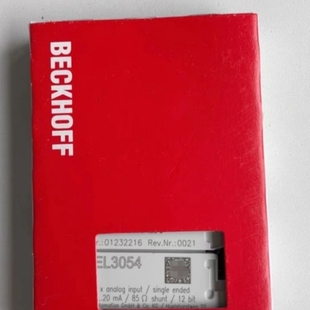 BECKHOFF
.: 01232216 Rev.Nr.:0021
EL3054
x analog input / single ended
20 mA / 85 Ω shunt / 12 bit